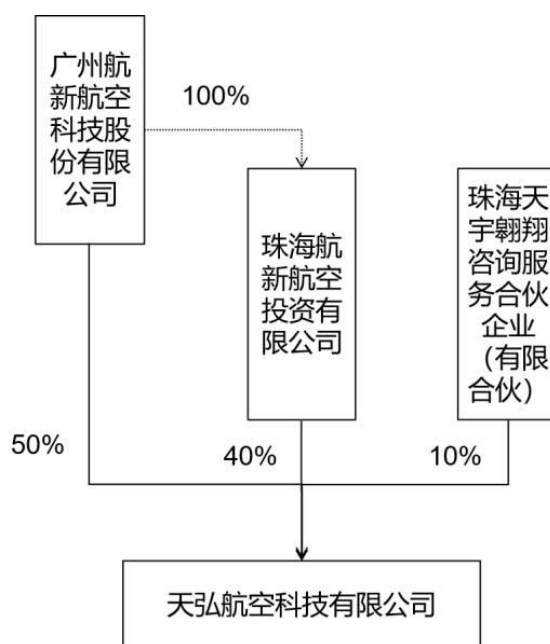 广州航
新航空
科技股
份有限
公司
100%
珠海航
新航空
投资有
限公司
珠海天
宇翱翔
咨询服
务合伙
企业
（有限
合伙）
50%
40%
10%
天弘航空科技有限公司